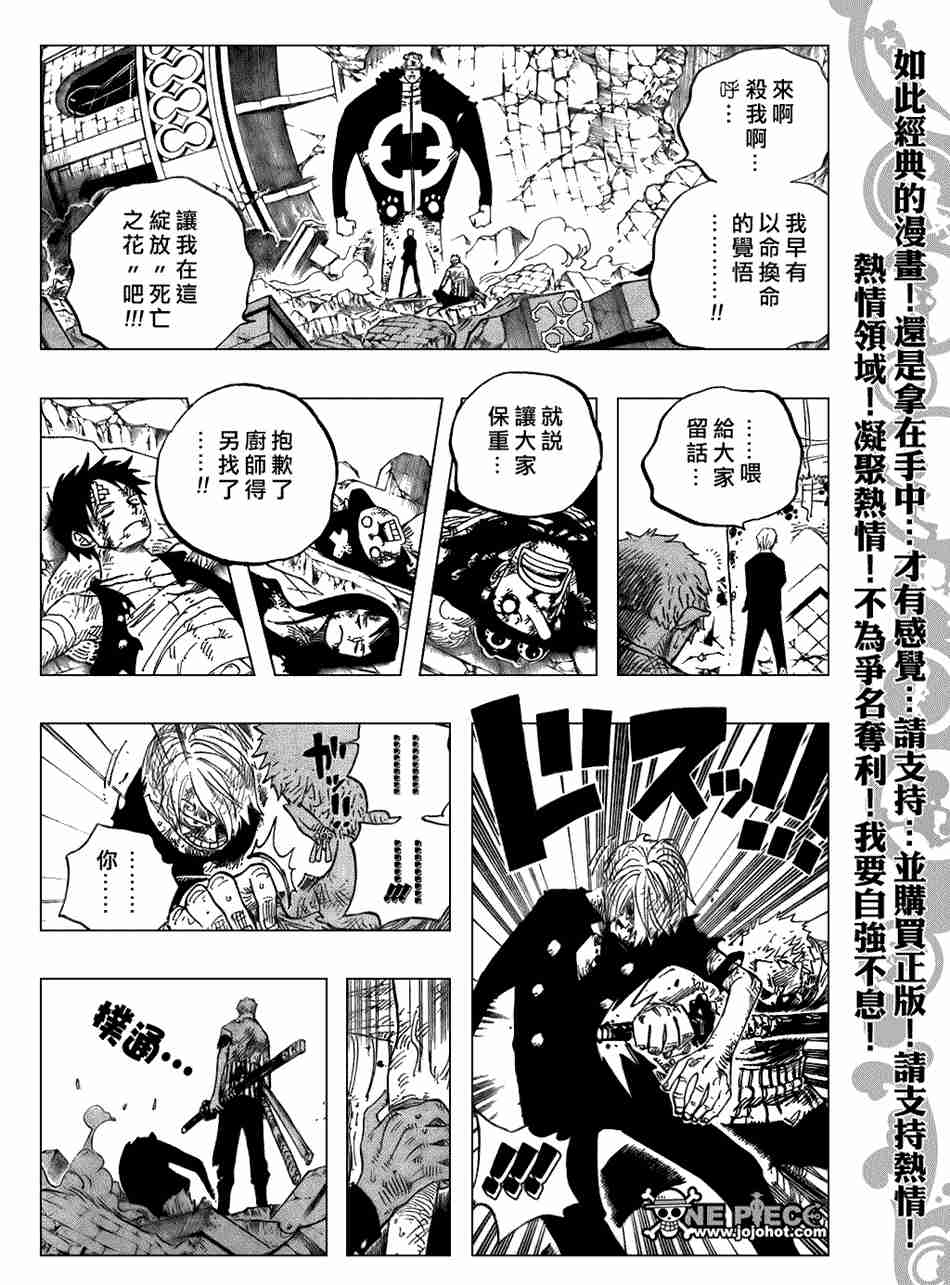 來啊
殺我啊…
呼…
我早有
以命換命
的覺悟
………!!
讓我在這
綻放〃死亡
之花〃吧!!!
……喂
給大家
留話…
就説
讓大家
保重…
抱歉了
廚師得
另找了
……!!
ドスッ!!!
!!!!
…………
……!!!
ガッ
……
你……
撲通…
ONE PIECE
www.jojohot.com
如此經典的漫畫！還是拿在手中…才有感覺…請支持…並購買正版！請支持熱情！
熱情領域！凝聚熱情！不為爭名奪利！我要自強不息！